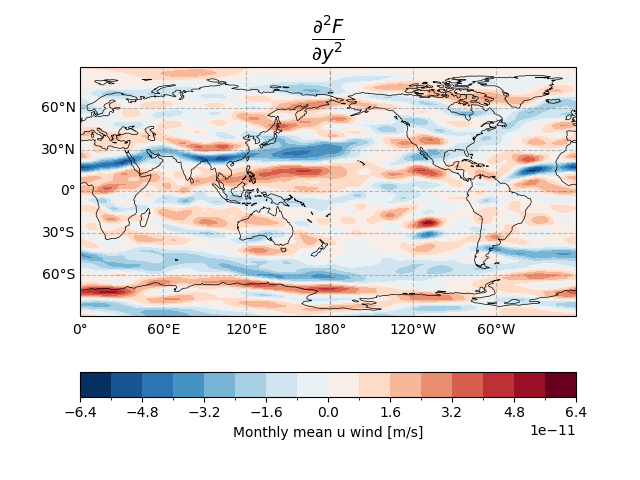 ∂²F
∂y²
60°N
30°N
0°
30°S
60°S
0° 60°E 120°E 180° 120°W 60°W
−6.4 −4.8 −3.2 −1.6 0.0 1.6 3.2 4.8 6.4
1e−11
Monthly mean u wind [m/s]